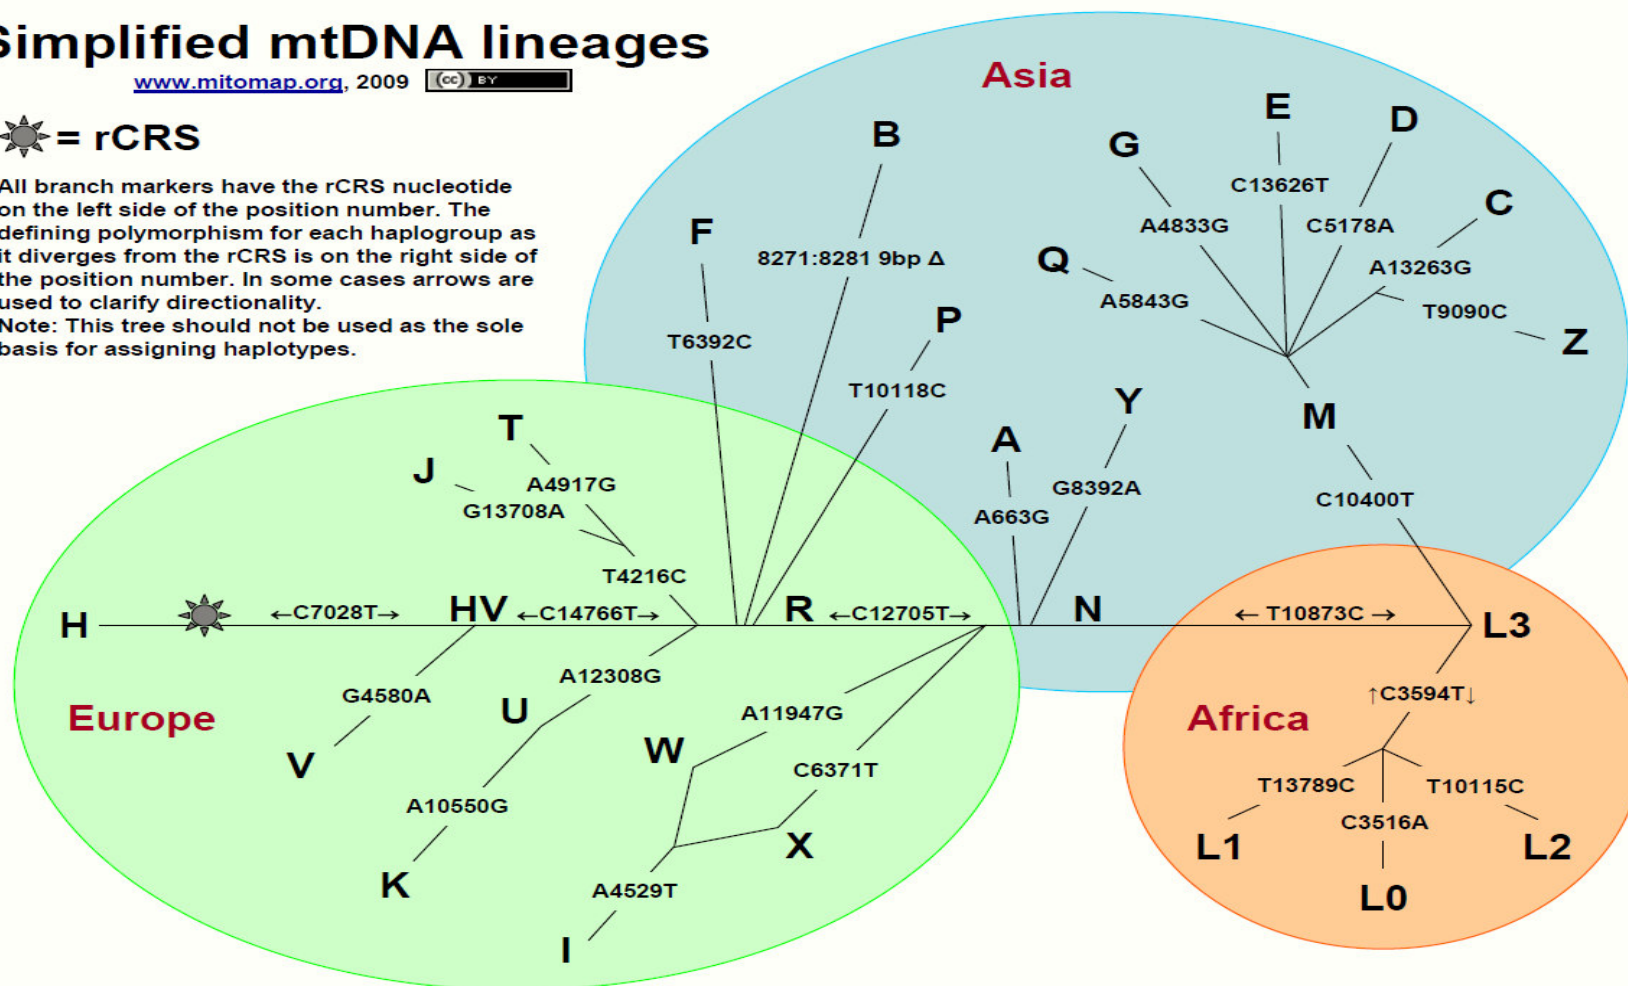 Simplified mtDNA lineages
www.mitomap.org, 2009 (cc) BY
= rCRS
All branch markers have the rCRS nucleotide
on the left side of the position number. The
defining polymorphism for each haplogroup as
it diverges from the rCRS is on the right side of
the position number. In some cases arrows are
used to clarify directionality.
Note: This tree should not be used as the sole
basis for assigning haplotypes.
Asia
B
G
E
D
C
F
Q
P
Z
C13626T
A4833G
C5178A
8271:8281 9bp Δ
A13263G
A5843G
T9090C
T6392C
T10118C
Y
A
M
G8392A
A663G
C10400T
T
J
A4917G
G13708A
T4216C
H
←C7028T→
HV
←C14766T→
R
←C12705T→
N
← T10873C →
L3
Europe
G4580A
V
A12308G
U
A10550G
K
A11947G
W
C6371T
X
A4529T
I
Africa
↑C3594T↓
T13789C
T10115C
C3516A
L1
L2
L0